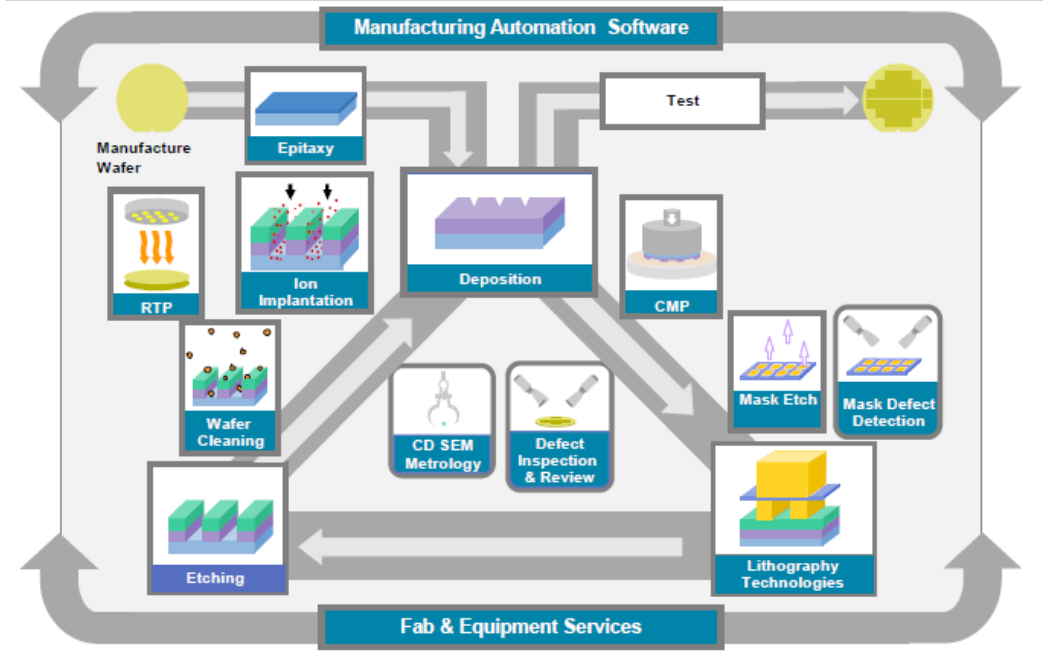 Manufacturing Automation Software
Manufacture
Wafer
Epitaxy
Test
RTP
Ion
Implantation
Deposition
CMP
Wafer
Cleaning
CD SEM
Metrology
Defect
Inspection
& Review
Mask Etch
Mask Defect
Detection
Etching
Lithography
Technologies
Fab & Equipment Services